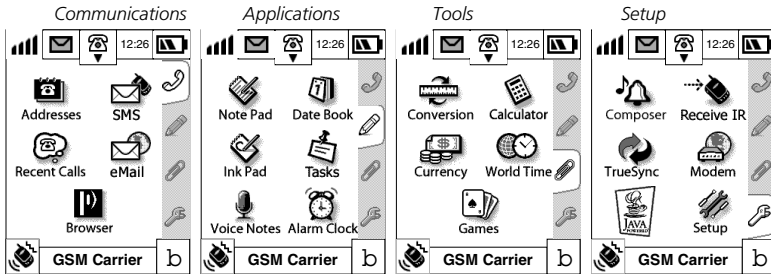 Communications Applications Tools Setup
12:26 12:26 12:26 12:26
Addresses SMS Note Pad Date Book Conversion Calculator Composer Receive IR
Recent Calls eMail Ink Pad Tasks Currency World Time TrueSync Modem
Browser Voice Notes Alarm Clock Games JAVA POWERED Setup
GSM Carrier b GSM Carrier b GSM Carrier b GSM Carrier b